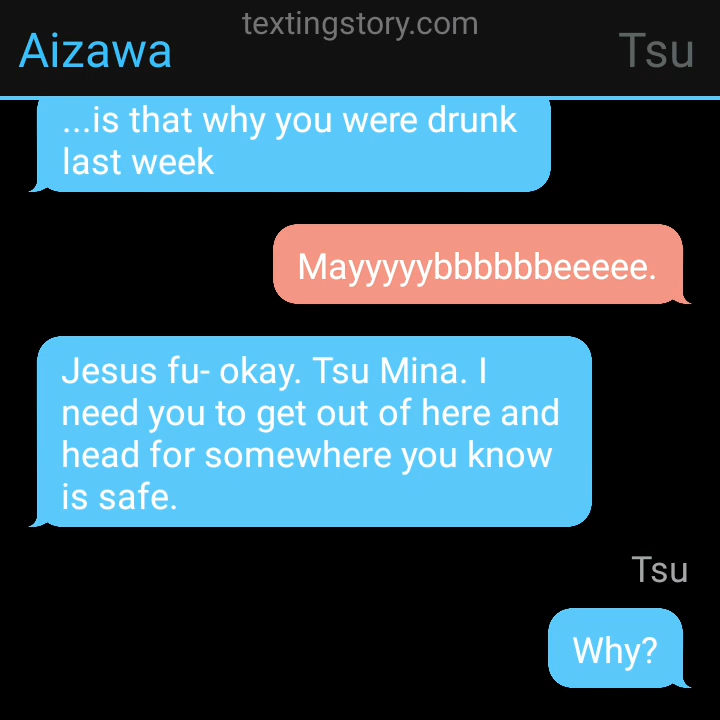 textingstory.com
Aizawa
Tsu
...is that why you were drunk
last week
Mayyyyybbbbbbeeeee.
Jesus fu- okay. Tsu Mina. I
need you to get out of here and
head for somewhere you know
is safe.
Tsu
Why?